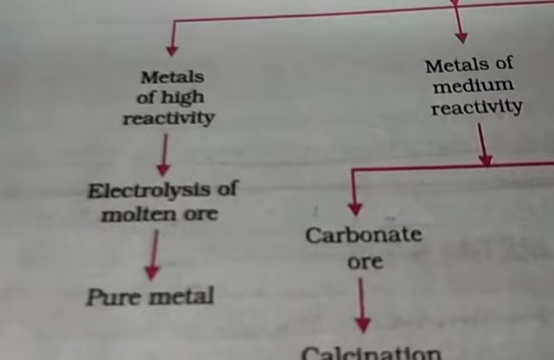 Metals
of high
reactivity
Electrolysis of
molten ore
Pure metal
Metals of
medium
reactivity
Carbonate
ore
Calcination